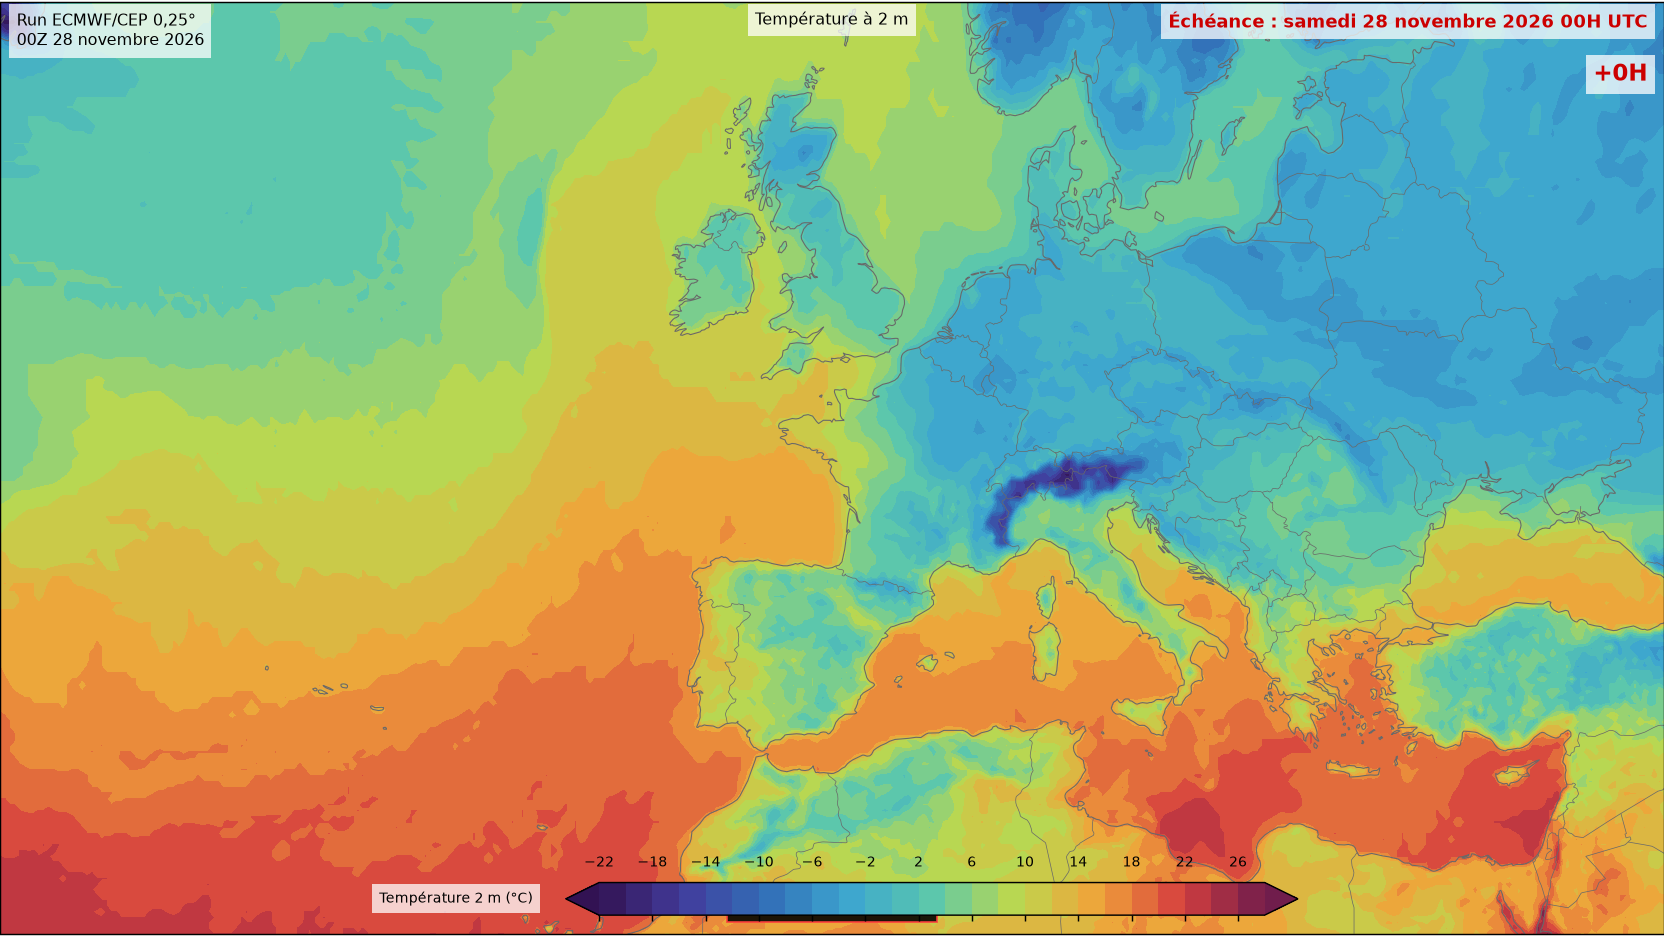 Run ECMWF/CEP 0,25°
00Z 28 novembre 2026
Température à 2 m
Échéance : samedi 28 novembre 2026 00H UTC
+0H
−22 −18 −14 −10 −6 −2 2 6 10 14 18 22 26
Température 2 m (°C)